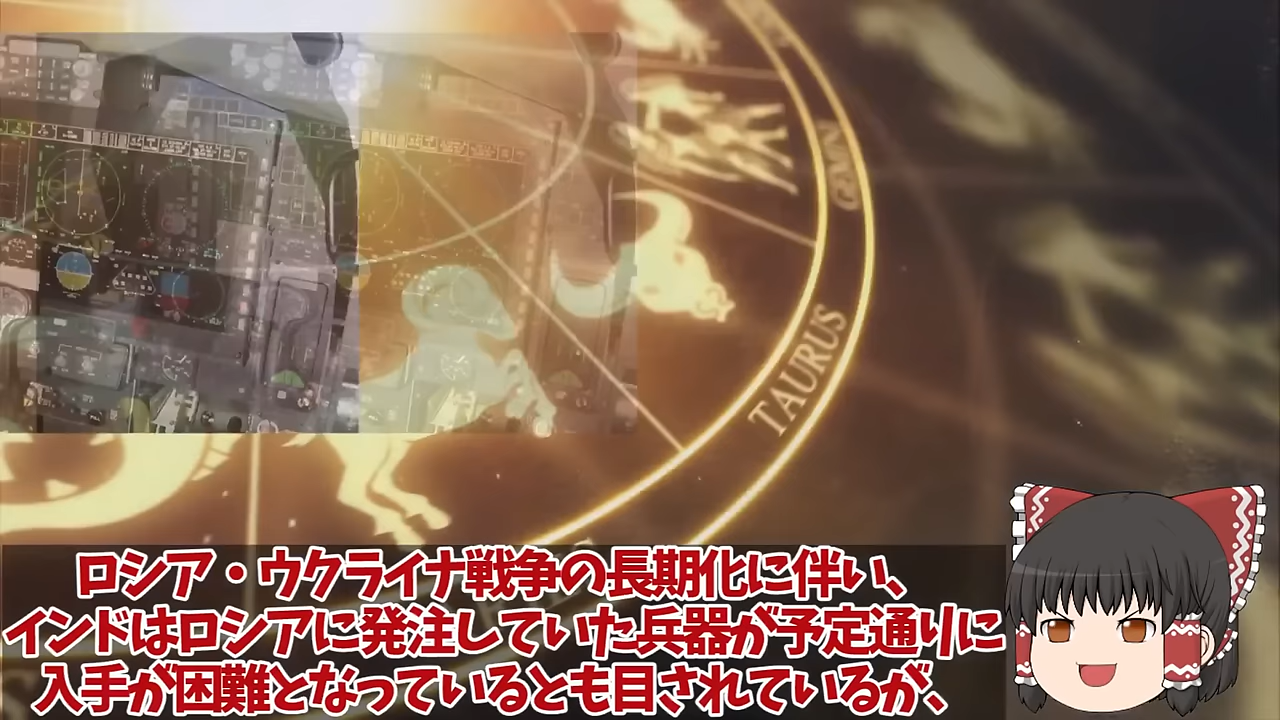 GEMINI
TAURUS
ロシア・ウクライナ戦争の長期化に伴い、
インドはロシアに発注していた兵器が予定通りに
入手が困難となっているとも目されているが、